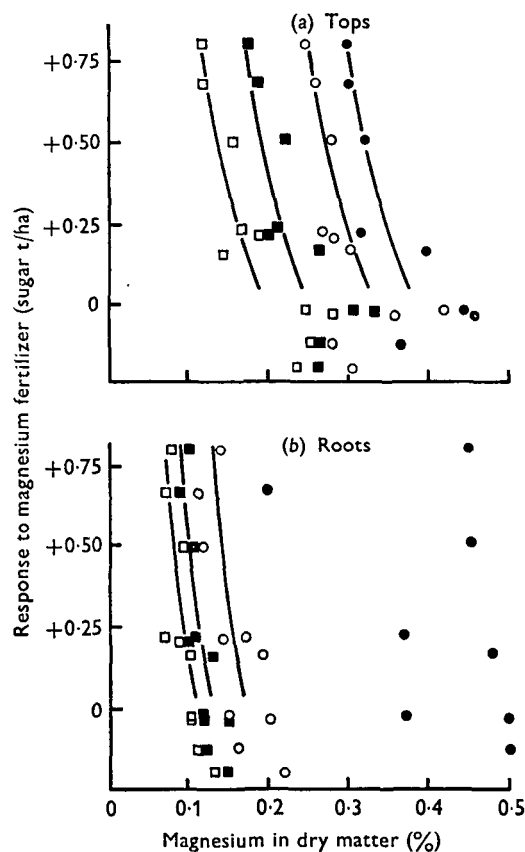 (a) Tops
+0.75
+0.50
+0.25
0
Response to magnesium fertilizer (sugar t/ha)
(b) Roots
+0.75
+0.50
+0.25
0
0 0.1 0.2 0.3 0.4 0.5
Magnesium in dry matter (%)